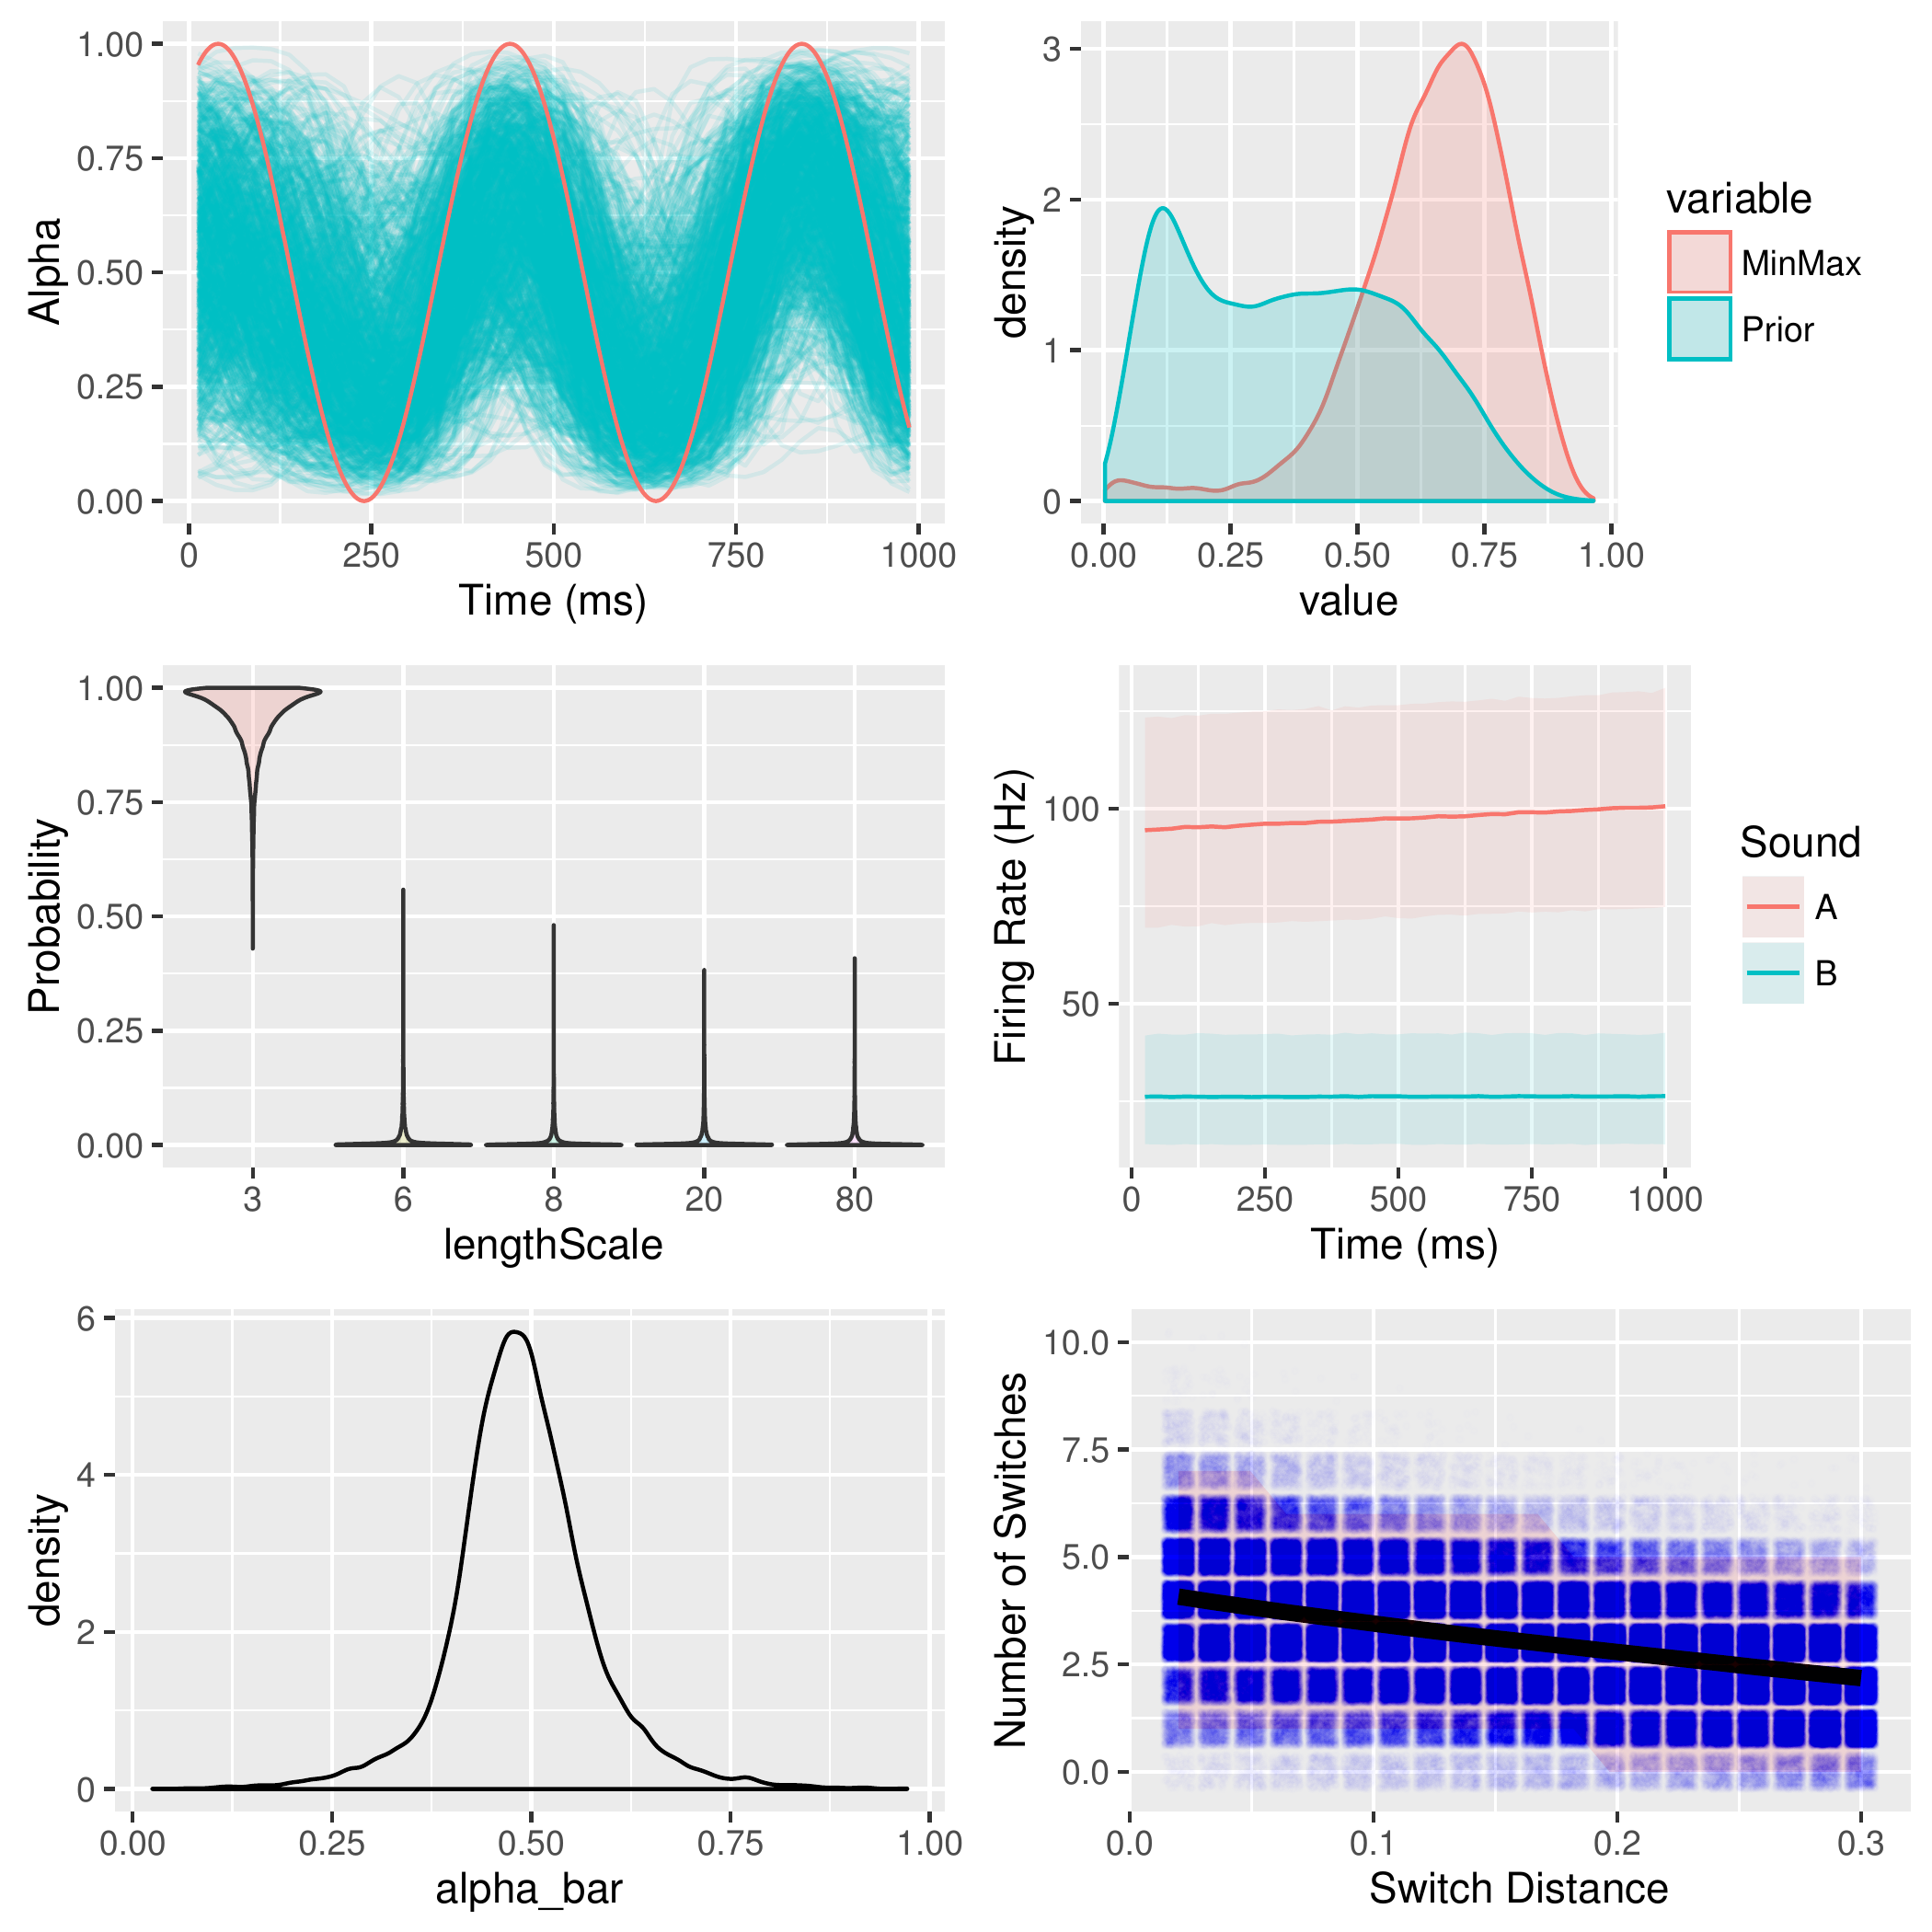 Alpha
1.00
0.75
0.50
0.25
0.00
0 250 500 750 1000
Time (ms)
density
3
2
1
0
0.00 0.25 0.50 0.75 1.00
value
variable
MinMax
Prior
Probability
1.00
0.75
0.50
0.25
0.00
3 6 8 20 80
lengthScale
Firing Rate (Hz)
100
50
0 250 500 750 1000
Time (ms)
Sound
A
B
density
6
4
2
0
0.00 0.25 0.50 0.75 1.00
alpha_bar
Number of Switches
10.0
7.5
5.0
2.5
0.0
0.0 0.1 0.2 0.3
Switch Distance